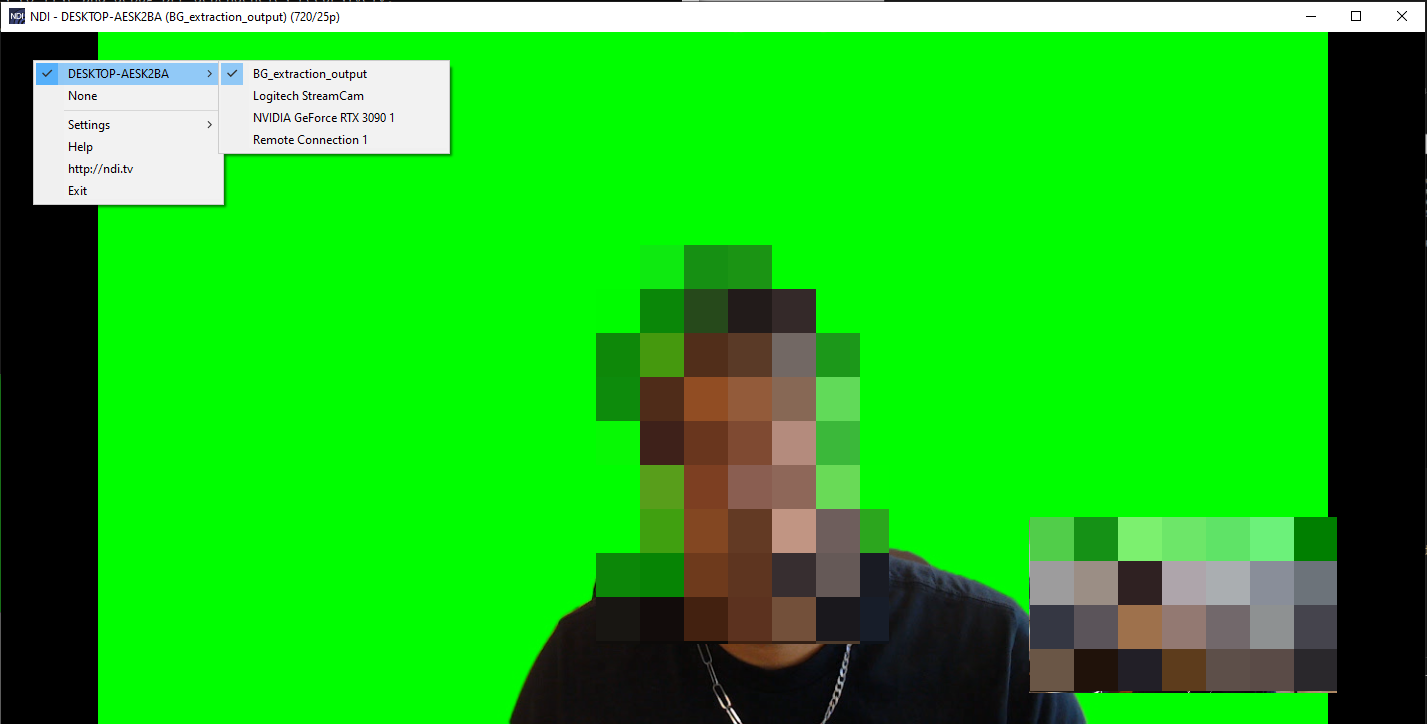 NDI NDI - DESKTOP-AESK2BA (BG_extraction_output) (720/25p)
DESKTOP-AESK2BA
None
Settings
Help
http://ndi.tv
Exit
BG_extraction_output
Logitech StreamCam
NVIDIA GeForce RTX 3090 1
Remote Connection 1